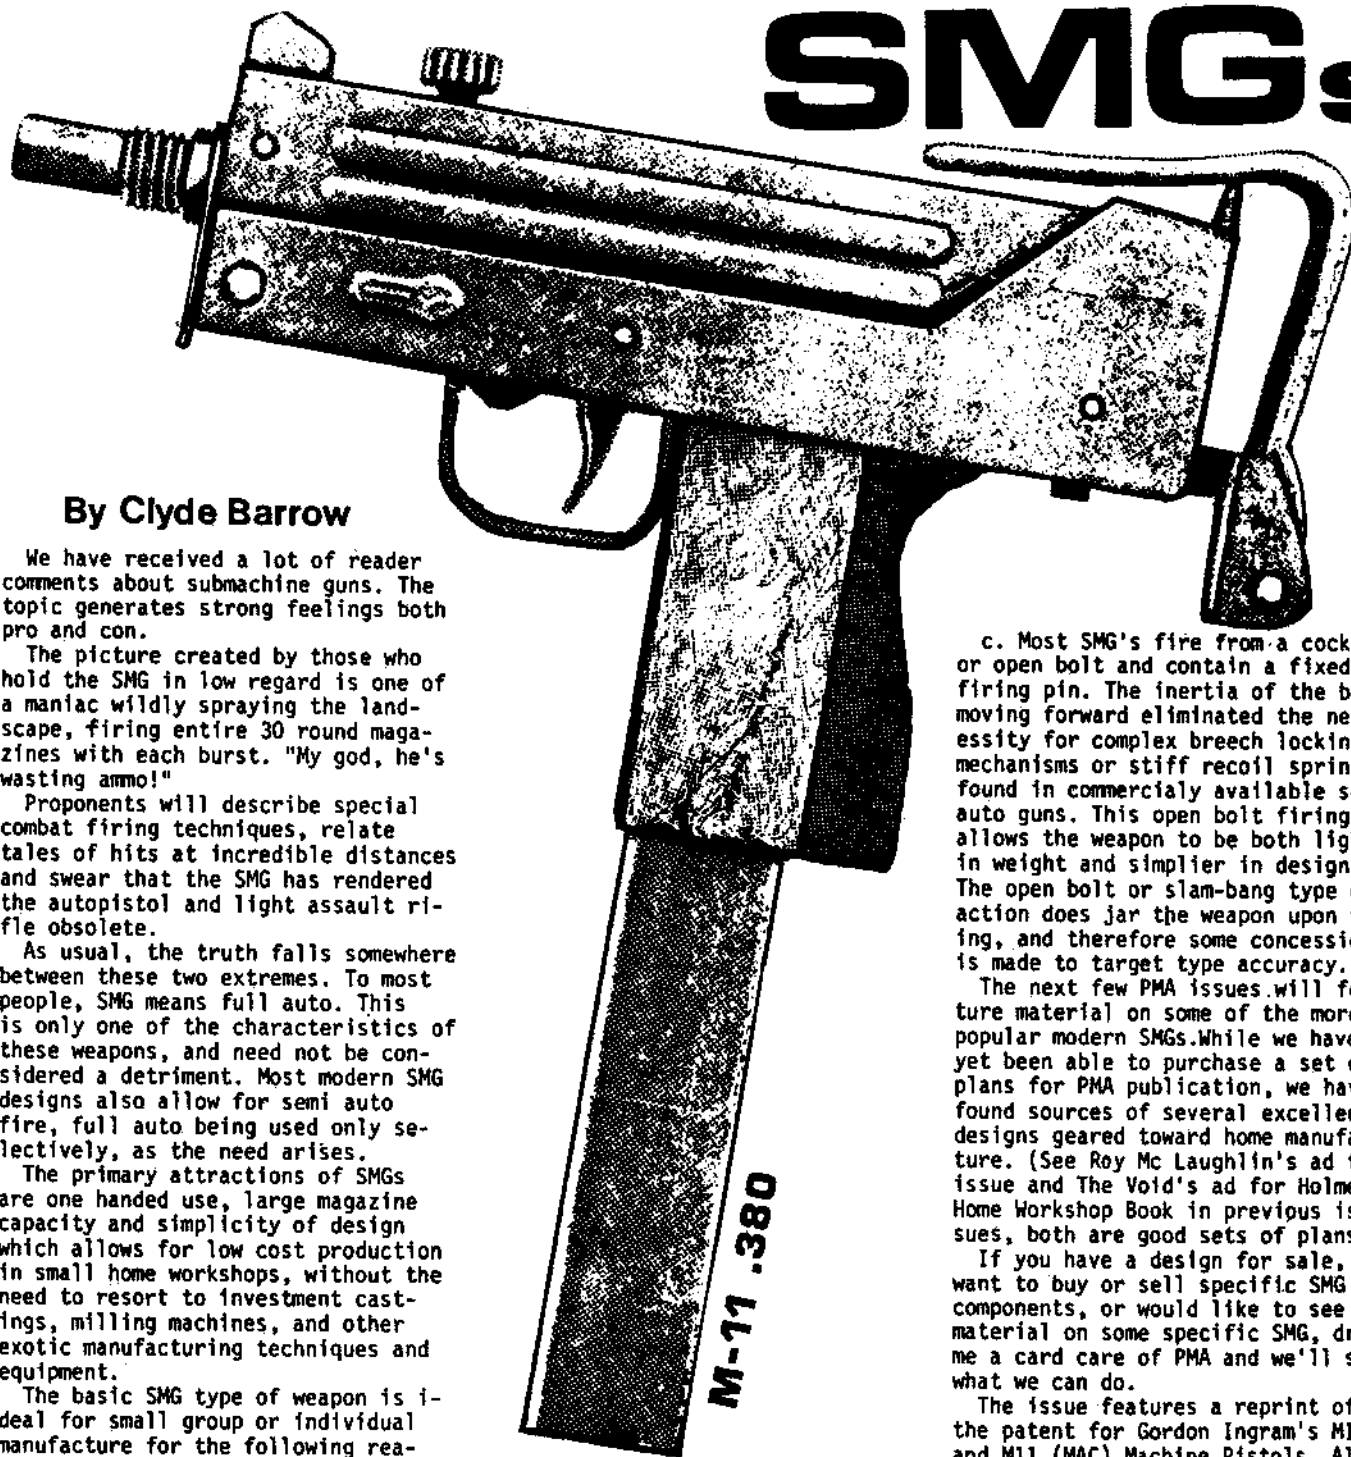 SMGs
By Clyde Barrow
We have received a lot of reader
comments about submachine guns. The
topic generates strong feelings both
pro and con.
The picture created by those who
hold the SMG in low regard is one of
a maniac wildly spraying the land-
scape, firing entire 30 round maga-
zines with each burst. "My god, he's
wasting ammo!"
Proponents will describe special
combat firing techniques, relate
tales of hits at incredible distances
and swear that the SMG has rendered
the autopistol and light assault ri-
fle obsolete.
As usual, the truth falls somewhere
between these two extremes. To most
people, SMG means full auto. This
is only one of the characteristics of
these weapons, and need not be con-
sidered a detriment. Most modern SMG
designs also allow for semi auto
fire, full auto being used only se-
lectively, as the need arises.
The primary attractions of SMGs
are one handed use, large magazine
capacity and simplicity of design
which allows for low cost production
in small home workshops, without the
need to resort to investment cast-
ings, milling machines, and other
exotic manufacturing techniques and
equipment.
The basic SMG type of weapon is i-
deal for small group or individual
manufacture for the following rea-
M-11 .380
c. Most SMG's fire from a cock
or open bolt and contain a fixed
firing pin. The inertia of the b
moving forward eliminated the ne
essity for complex breech lockin
mechanisms or stiff recoil sprin
found in commercialy available s
auto guns. This open bolt firing
allows the weapon to be both lig
in weight and simplier in design
The open bolt or slam-bang type
action does jar the weapon upon
ing, and therefore some concessi
is made to target type accuracy.
The next few PMA issues will fe
ture material on some of the more
popular modern SMGs.While we have
yet been able to purchase a set
plans for PMA publication, we hav
found sources of several excelle
designs geared toward home manufa
ture. (See Roy Mc Laughlin's ad
issue and The Void's ad for Holme
Home Workshop Book in previous is
sues, both are good sets of plans
If you have a design for sale,
want to buy or sell specific SMG
components, or would like to see
material on some specific SMG, dr
me a card care of PMA and we'll s
what we can do.
The issue features a reprint of
the patent for Gordon Ingram's M1
and M11 (MAC) Machine Pistols. Al